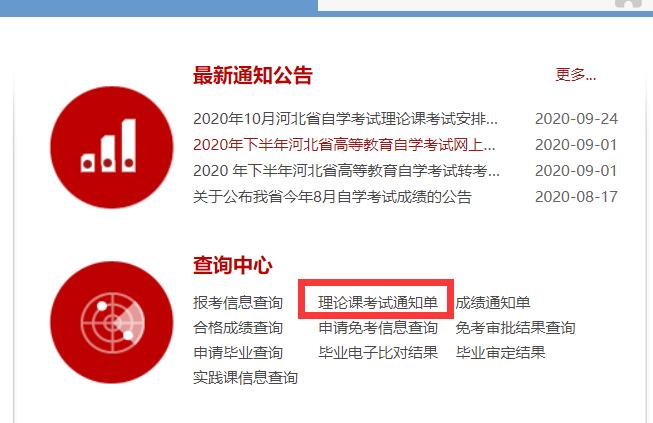 最新通知公告 更多...
2020年10月河北省自学考试理论课考试安排... 2020-09-24
2020年下半年河北省高等教育自学考试网上... 2020-09-01
2020 年下半年河北省高等教育自学考试转考... 2020-09-01
关于公布我省今年8月自学考试成绩的公告 2020-08-17
查询中心
报考信息查询 理论课考试通知单 成绩通知单
合格成绩查询 申请免考信息查询 免考审批结果查询
申请毕业查询 毕业电子比对结果 毕业审定结果
实践课信息查询